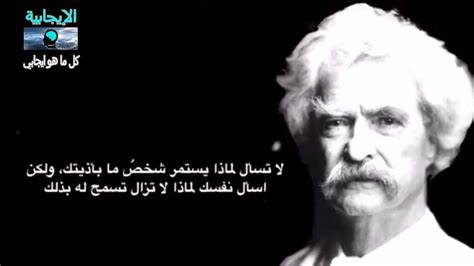 الإيجابية
كل ما هو ايجابي
لا تسأل لماذا يستمر شخصٌ ما بأذيتك، ولكن
اسأل نفسك لماذا لا تزال تسمح له بذلك